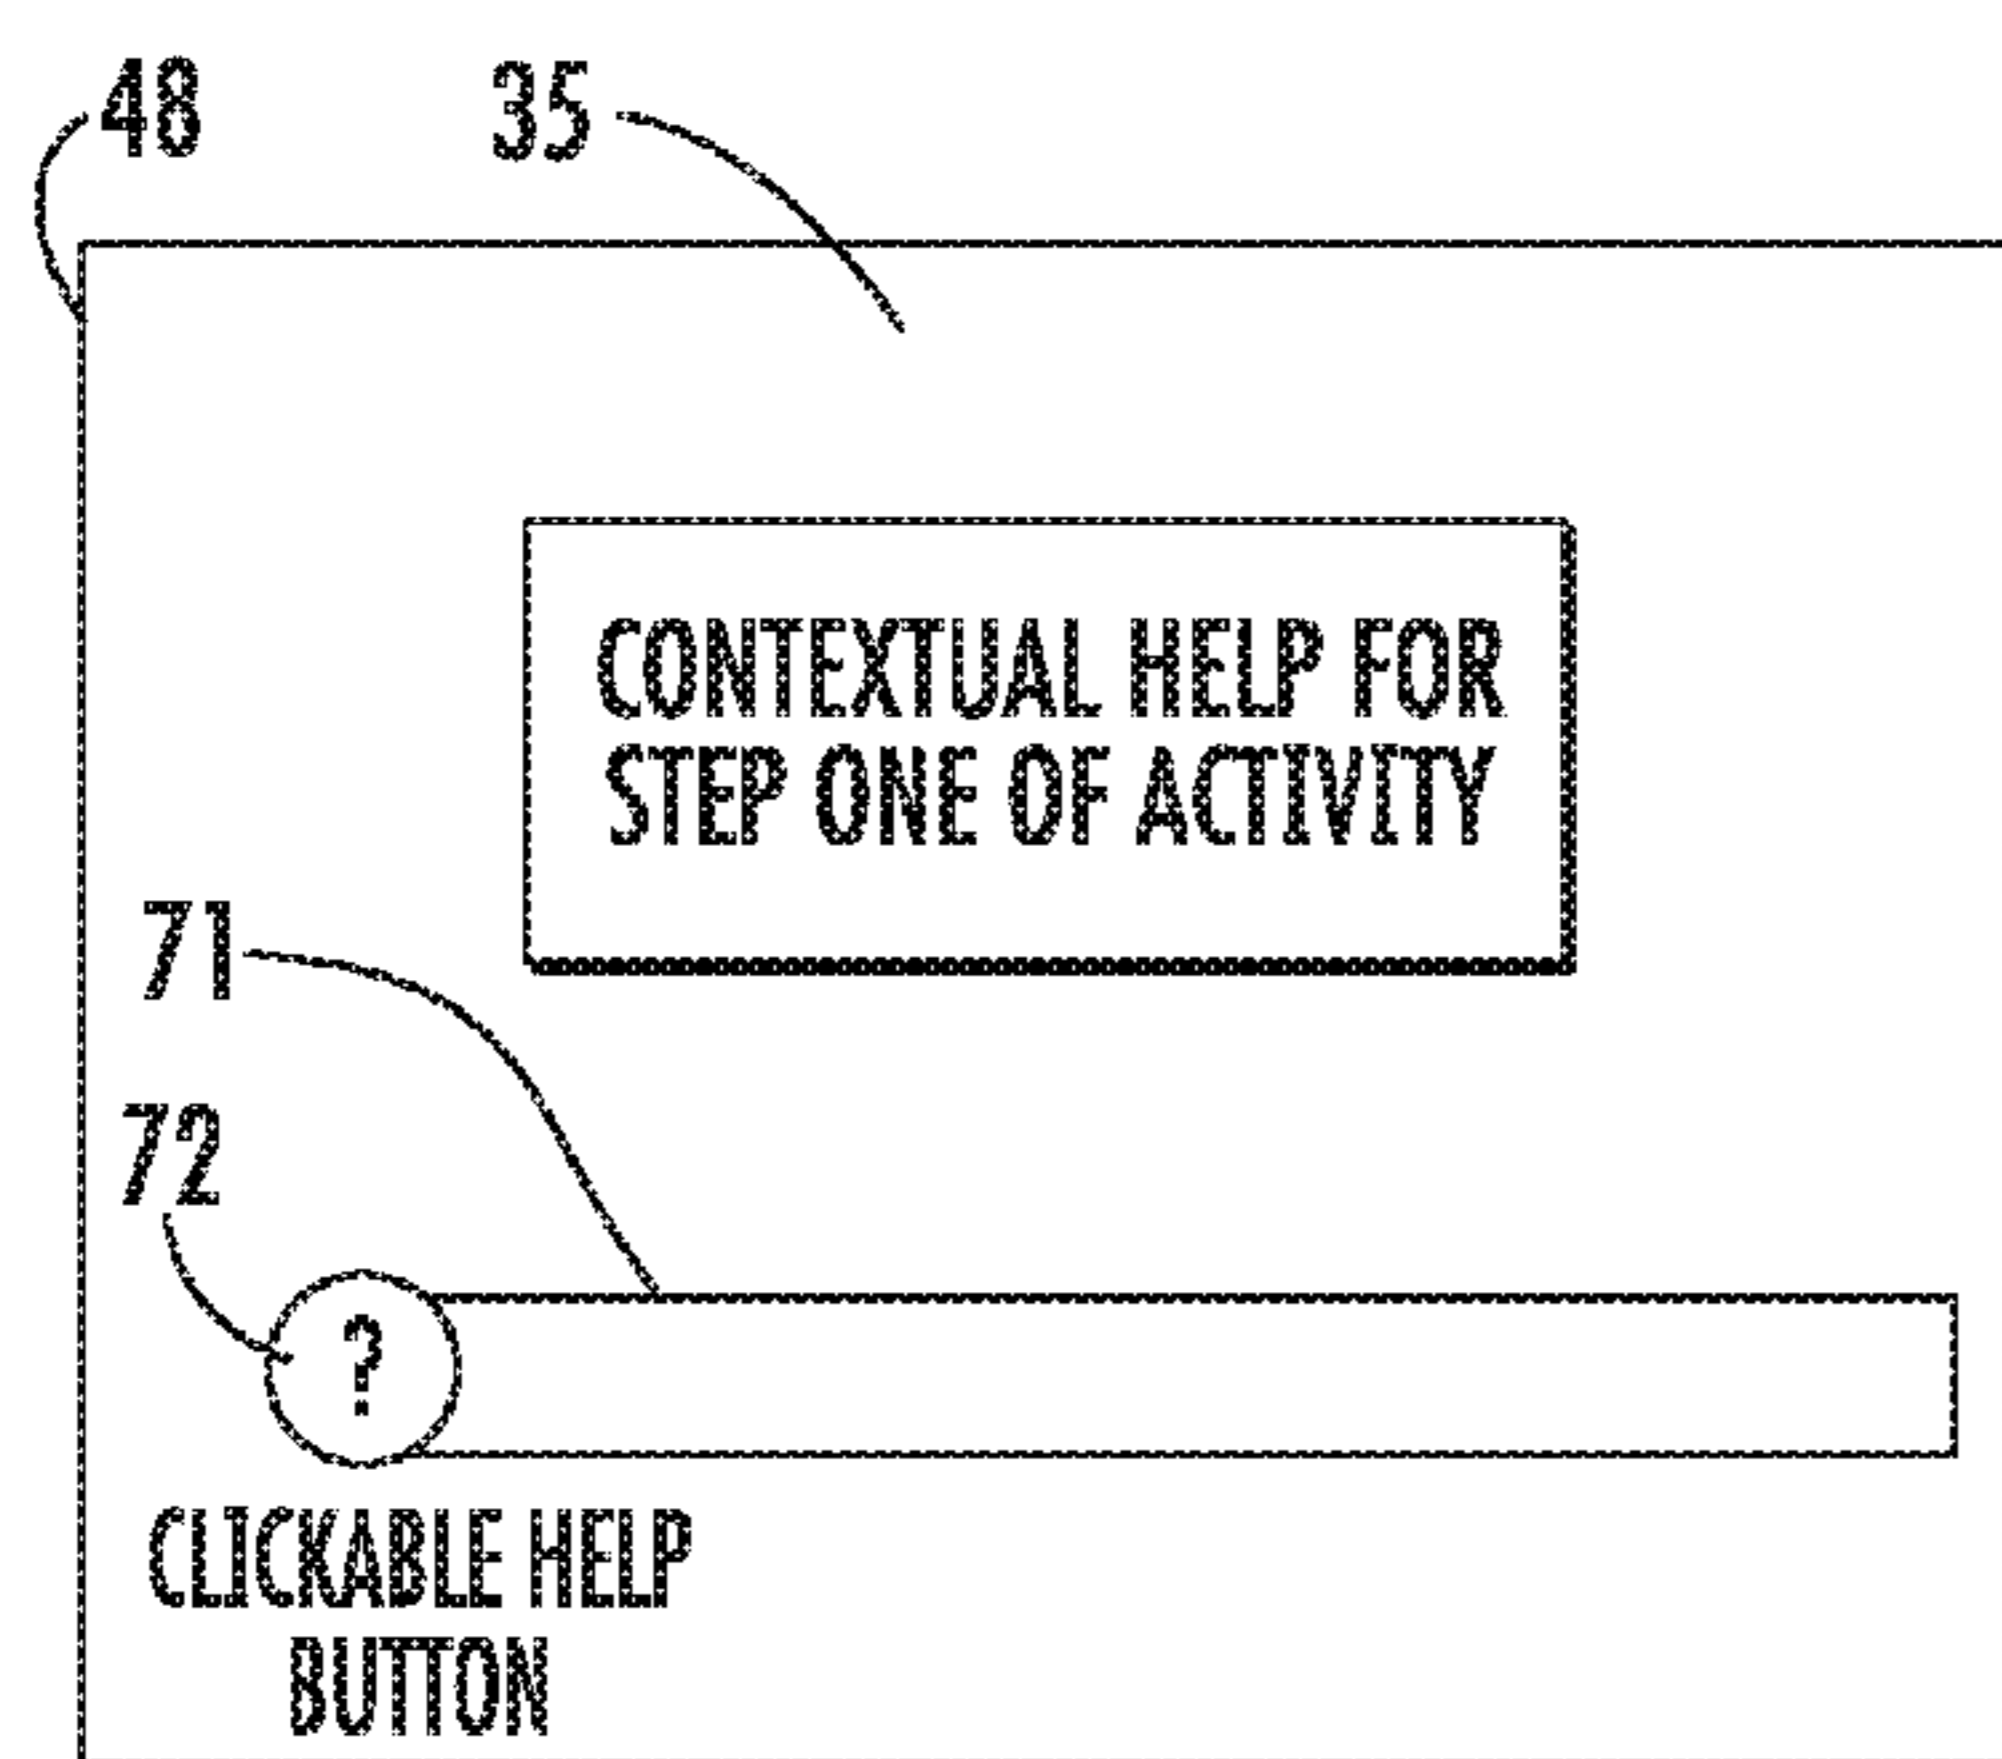 48
35
CONTEXTUAL HELP FOR
STEP ONE OF ACTIVITY
71
72
?
CLICKABLE HELP
BUTTON